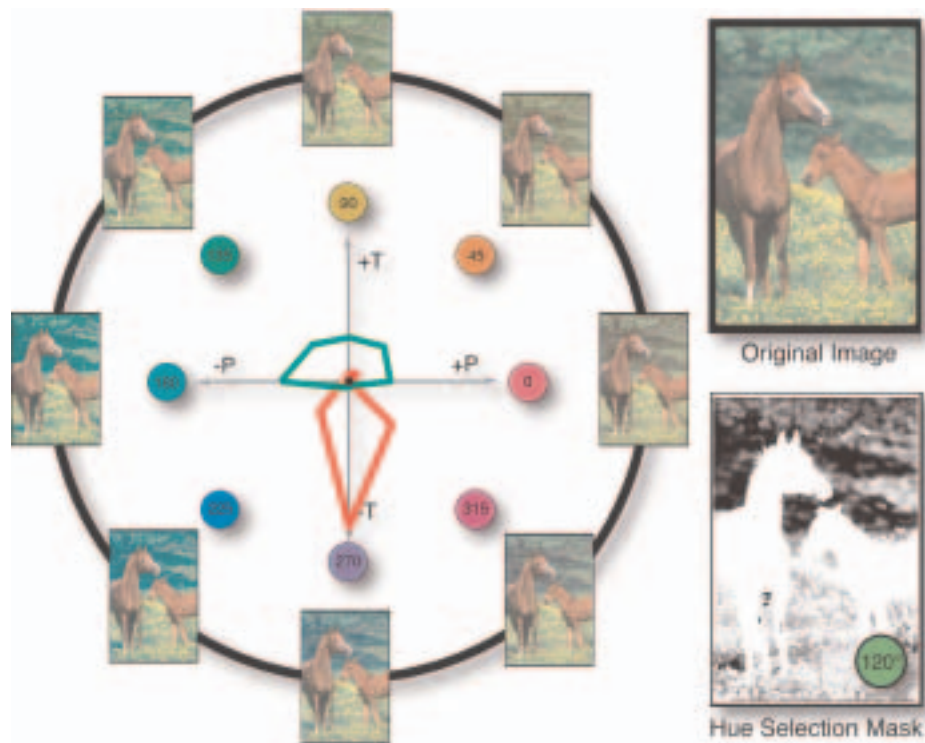 90
-45
+T
-P
+P
0
-T
315
270
Original Image
120°
Hue Selection Mask